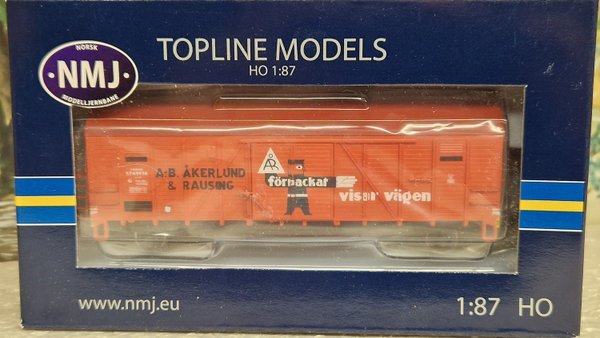 NORSK
NMJ
MODELLJERNBANE
TOPLINE MODELS
HO 1:87
A:B. ÅKERLUND
& RAUSING
ÅR
förpackat
visar vägen
www.nmj.eu
1:87 HO